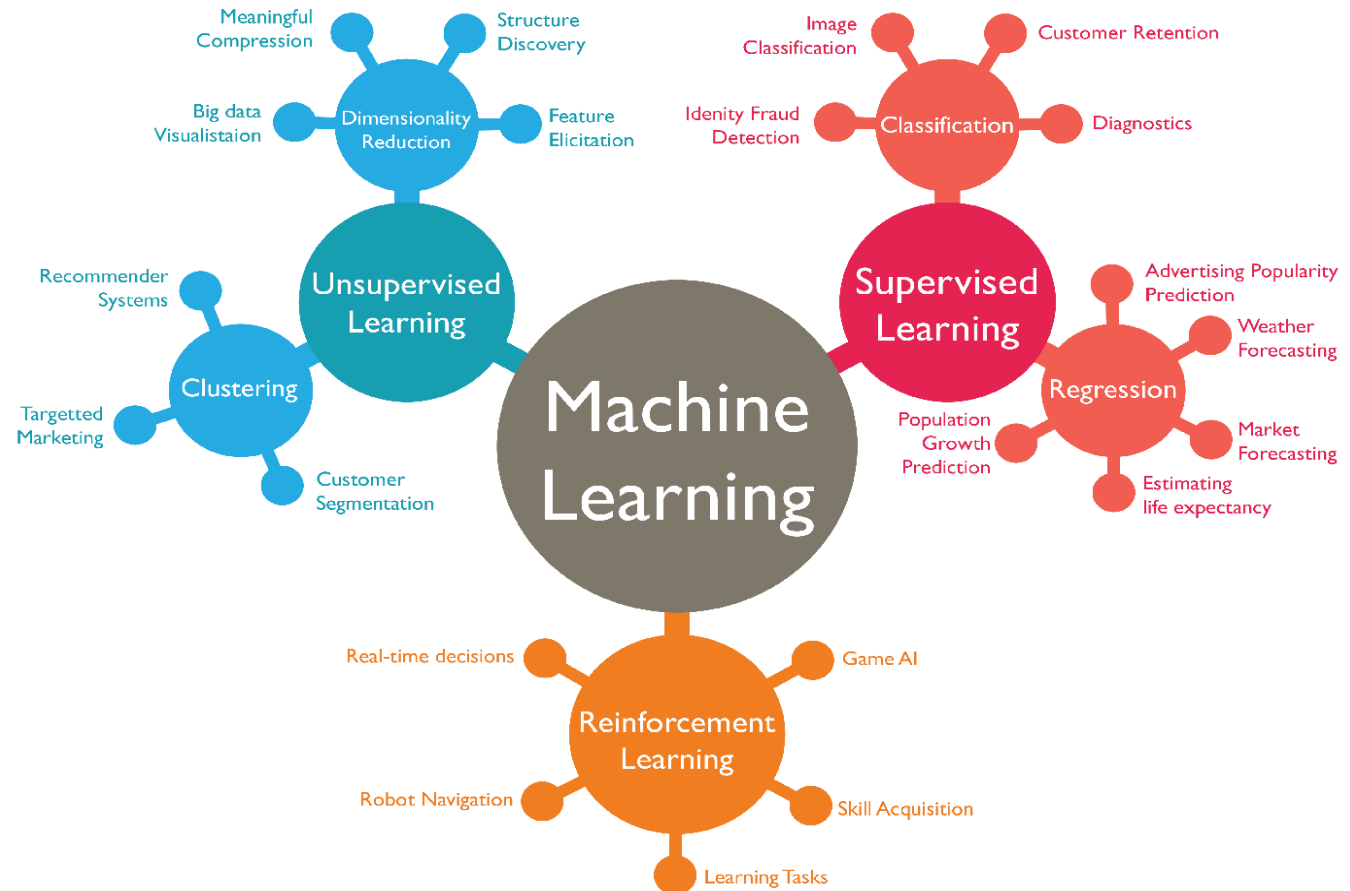 Meaningful
Compression
Structure
Discovery
Big data
Visualistaion
Dimensionality
Reduction
Feature
Elicitation
Image
Classification
Customer Retention
Idenity Fraud
Detection
Classification
Diagnostics
Unsupervised
Learning
Supervised
Learning
Recommender
Systems
Clustering
Targetted
Marketing
Customer
Segmentation
Machine
Learning
Advertising Popularity
Prediction
Weather
Forecasting
Regression
Population
Growth
Prediction
Market
Forecasting
Estimating
life expectancy
Real-time decisions
Game AI
Reinforcement
Learning
Robot Navigation
Skill Acquisition
Learning Tasks